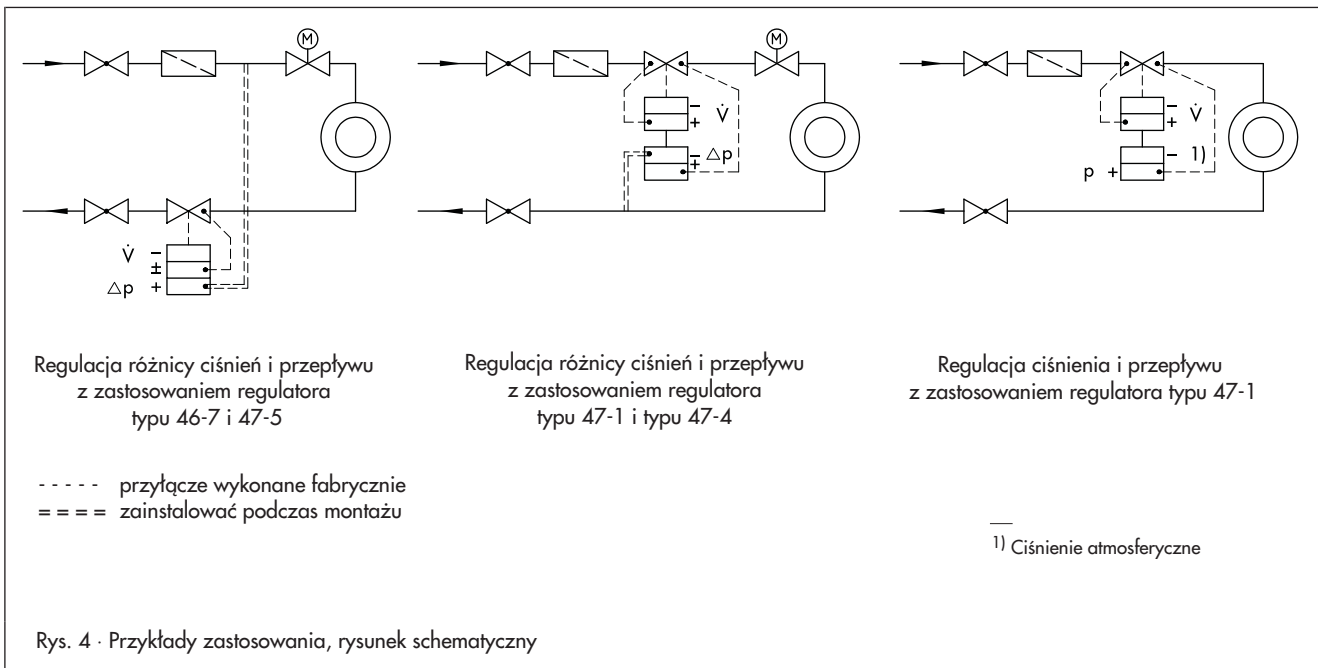 M
M
V̇ −
±
Δp +
−
+ V̇
−
+ Δp
−
+ V̇
− 1)
p +
Regulacja różnicy ciśnień i przepływu
z zastosowaniem regulatora
typu 46-7 i 47-5
Regulacja różnicy ciśnień i przepływu
z zastosowaniem regulatora
typu 47-1 i typu 47-4
Regulacja ciśnienia i przepływu
z zastosowaniem regulatora typu 47-1
- - - - - przyłącze wykonane fabrycznie
= = = = zainstalować podczas montażu
1) Ciśnienie atmosferyczne
Rys. 4 · Przykłady zastosowania, rysunek schematyczny